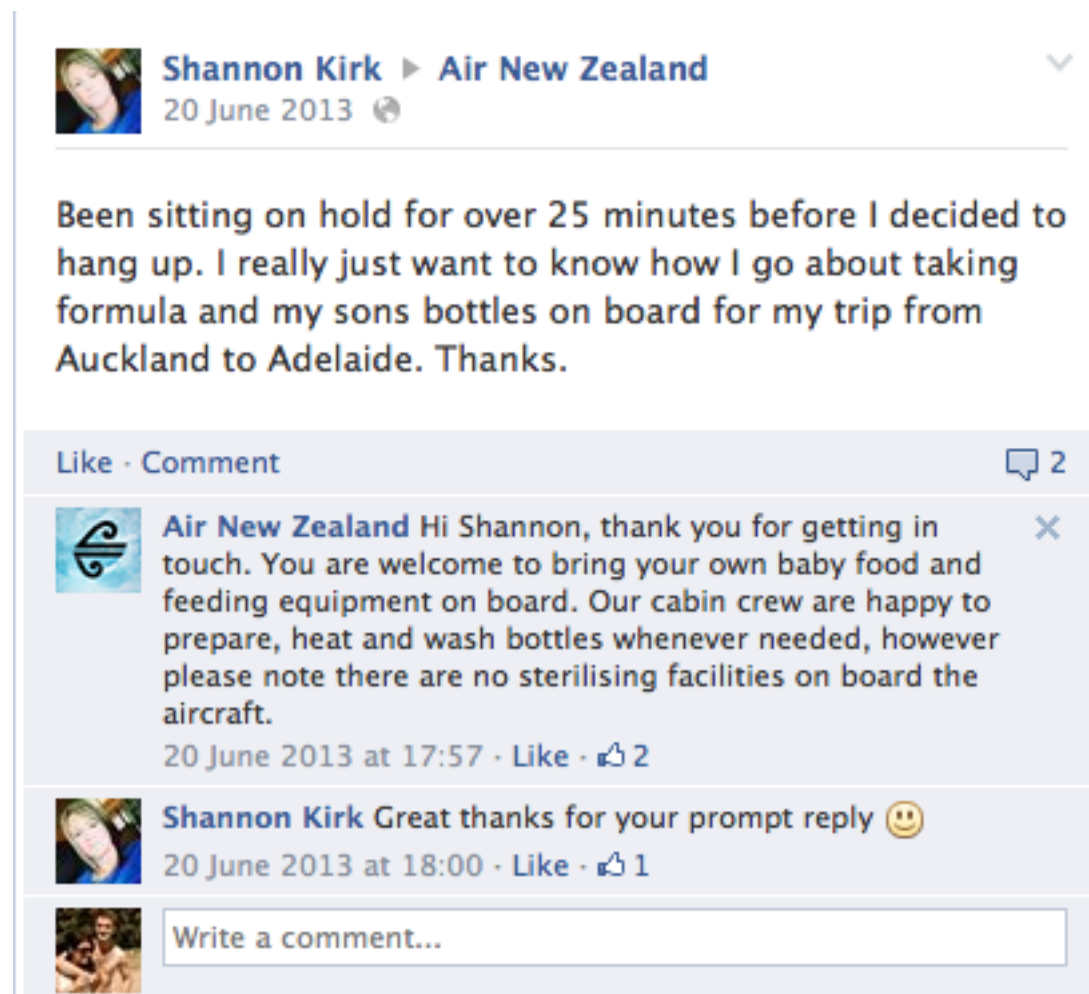 Shannon Kirk ▶ Air New Zealand
20 June 2013
Been sitting on hold for over 25 minutes before I decided to
hang up. I really just want to know how I go about taking
formula and my sons bottles on board for my trip from
Auckland to Adelaide. Thanks.
Like · Comment 2
Air New Zealand Hi Shannon, thank you for getting in
touch. You are welcome to bring your own baby food and
feeding equipment on board. Our cabin crew are happy to
prepare, heat and wash bottles whenever needed, however
please note there are no sterilising facilities on board the
aircraft.
20 June 2013 at 17:57 · Like · 2
Shannon Kirk Great thanks for your prompt reply
20 June 2013 at 18:00 · Like · 1
Write a comment...